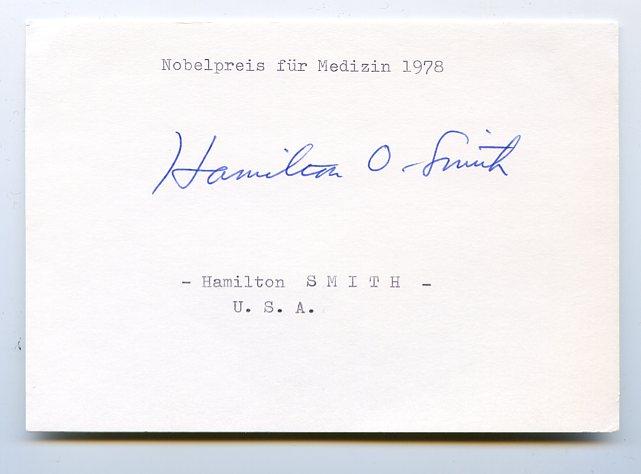 Nobelpreis für Medizin 1978
Hamilton O. Smith
- Hamilton S M I T H -
U. S. A.